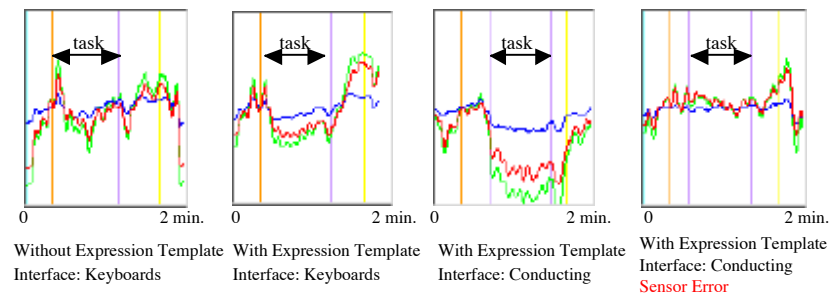 task
task
task
task
0 2 min.
0 2 min.
0 2 min.
0 2 min.
Without Expression Template
Interface: Keyboards
With Expression Template
Interface: Keyboards
With Expression Template
Interface: Conducting
With Expression Template
Interface: Conducting
Sensor Error